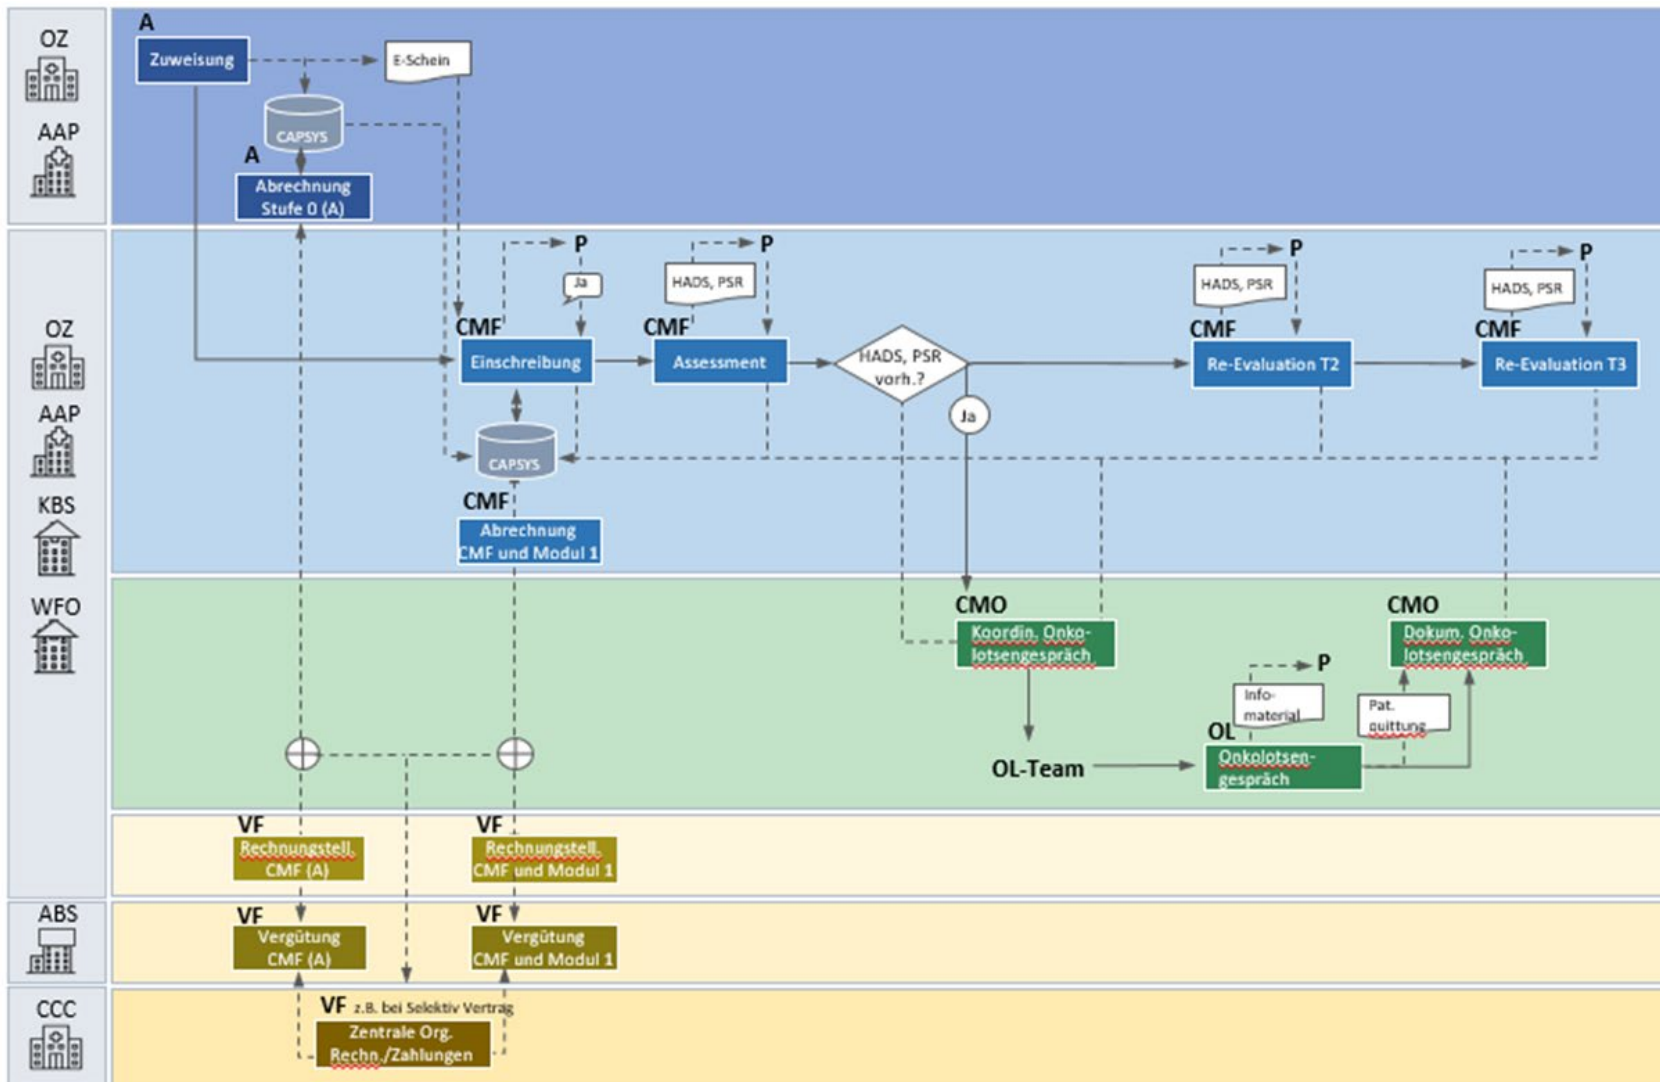 OZ
AAP
A
Zuweisung
E-Schein
CAPSYS
A
Abrechnung
Stufe 0 (A)
OZ
AAP
KBS
WFO
P
Ja
CMF
Einschreibung
P
HADS, PSR
CMF
Assessment
HADS, PSR
vorh.?
Ja
P
HADS, PSR
CMF
Re-Evaluation T2
P
HADS, PSR
CMF
Re-Evaluation T3
CAPSYS
CMF
Abrechnung
CMF und Modul 1
CMO
Koordin. Onko-
lotsengespräch
CMO
Dokum. Onko-
lotsengespräch
P
Info-
material
Pat.
quittung
OL
OL-Team
Onkolotsen-
gespräch
VF
Rechnungstell.
CMF (A)
VF
Rechnungstell.
CMF und Modul 1
ABS
VF
Vergütung
CMF (A)
VF
Vergütung
CMF und Modul 1
CCC
VF z.B. bei Selektiv Vertrag
Zentrale Org.
Rechn./Zahlungen